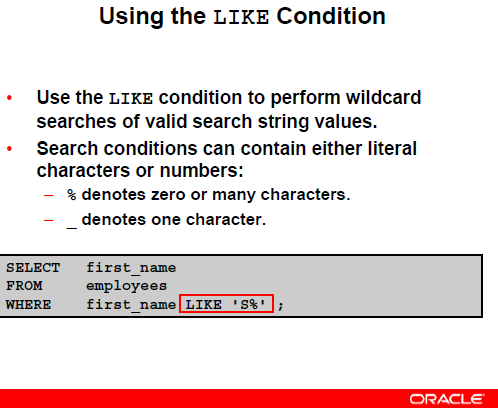 Using the LIKE Condition
• Use the LIKE condition to perform wildcard
searches of valid search string values.
• Search conditions can contain either literal
characters or numbers:
– % denotes zero or many characters.
– _ denotes one character.
SELECT first_name
FROM employees
WHERE first_name LIKE 'S%' ;
ORACLE